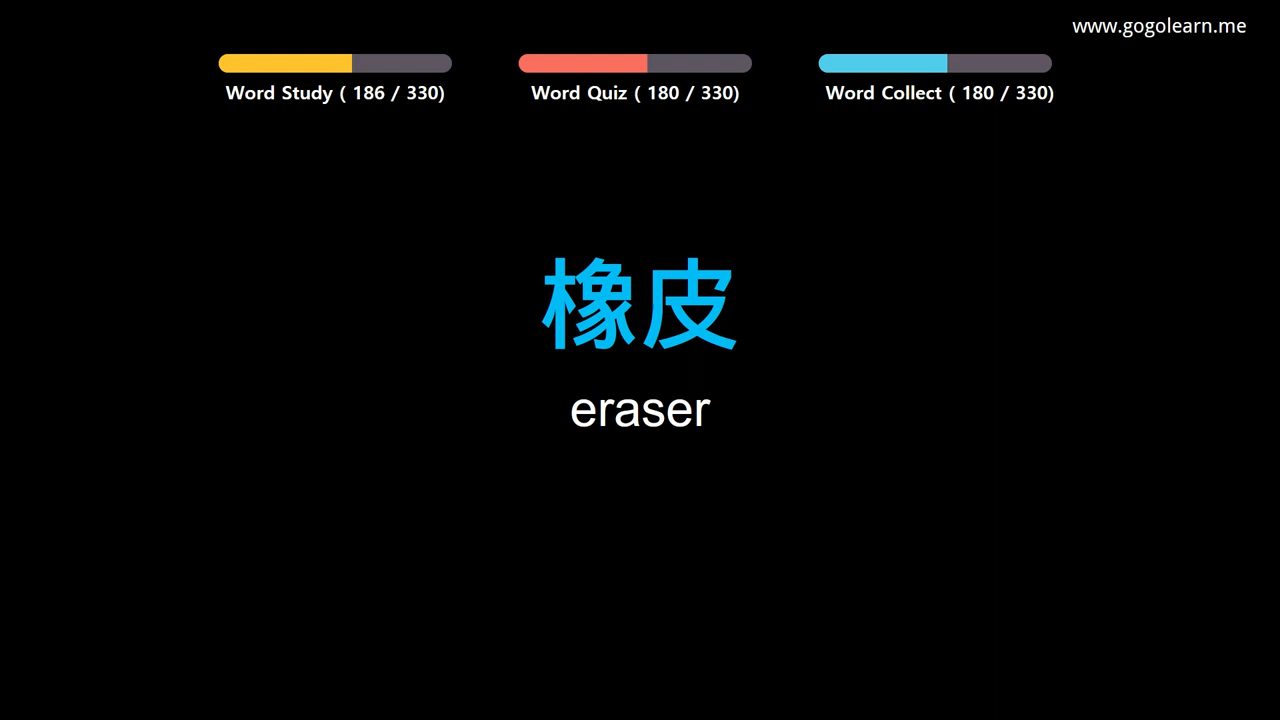 www.gogolearn.me
Word Study ( 186 / 330)
Word Quiz ( 180 / 330)
Word Collect ( 180 / 330)
橡皮
eraser